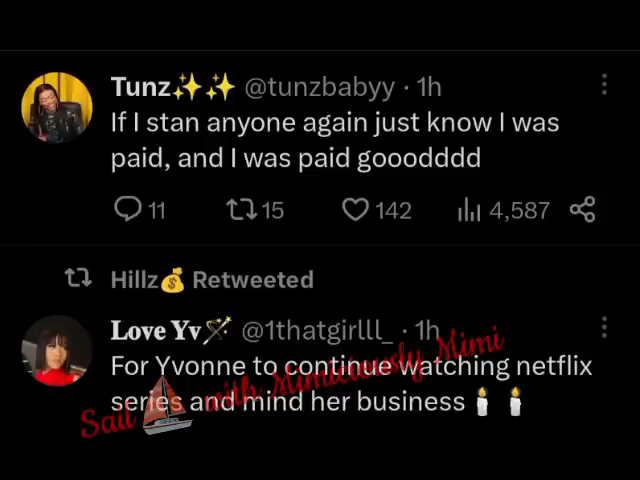 Tunz✨✨ @tunzbabyy · 1h
If I stan anyone again just know I was
paid, and I was paid gooodddd
11 15 142 4,587
Hillz💰 Retweeted
Love Yv🪄 @1thatgirlll_ · 1h
For Yvonne to continue watching netflix
series and mind her business🕯️🕯️
Sail ⛵ with Mimiciously Mimi